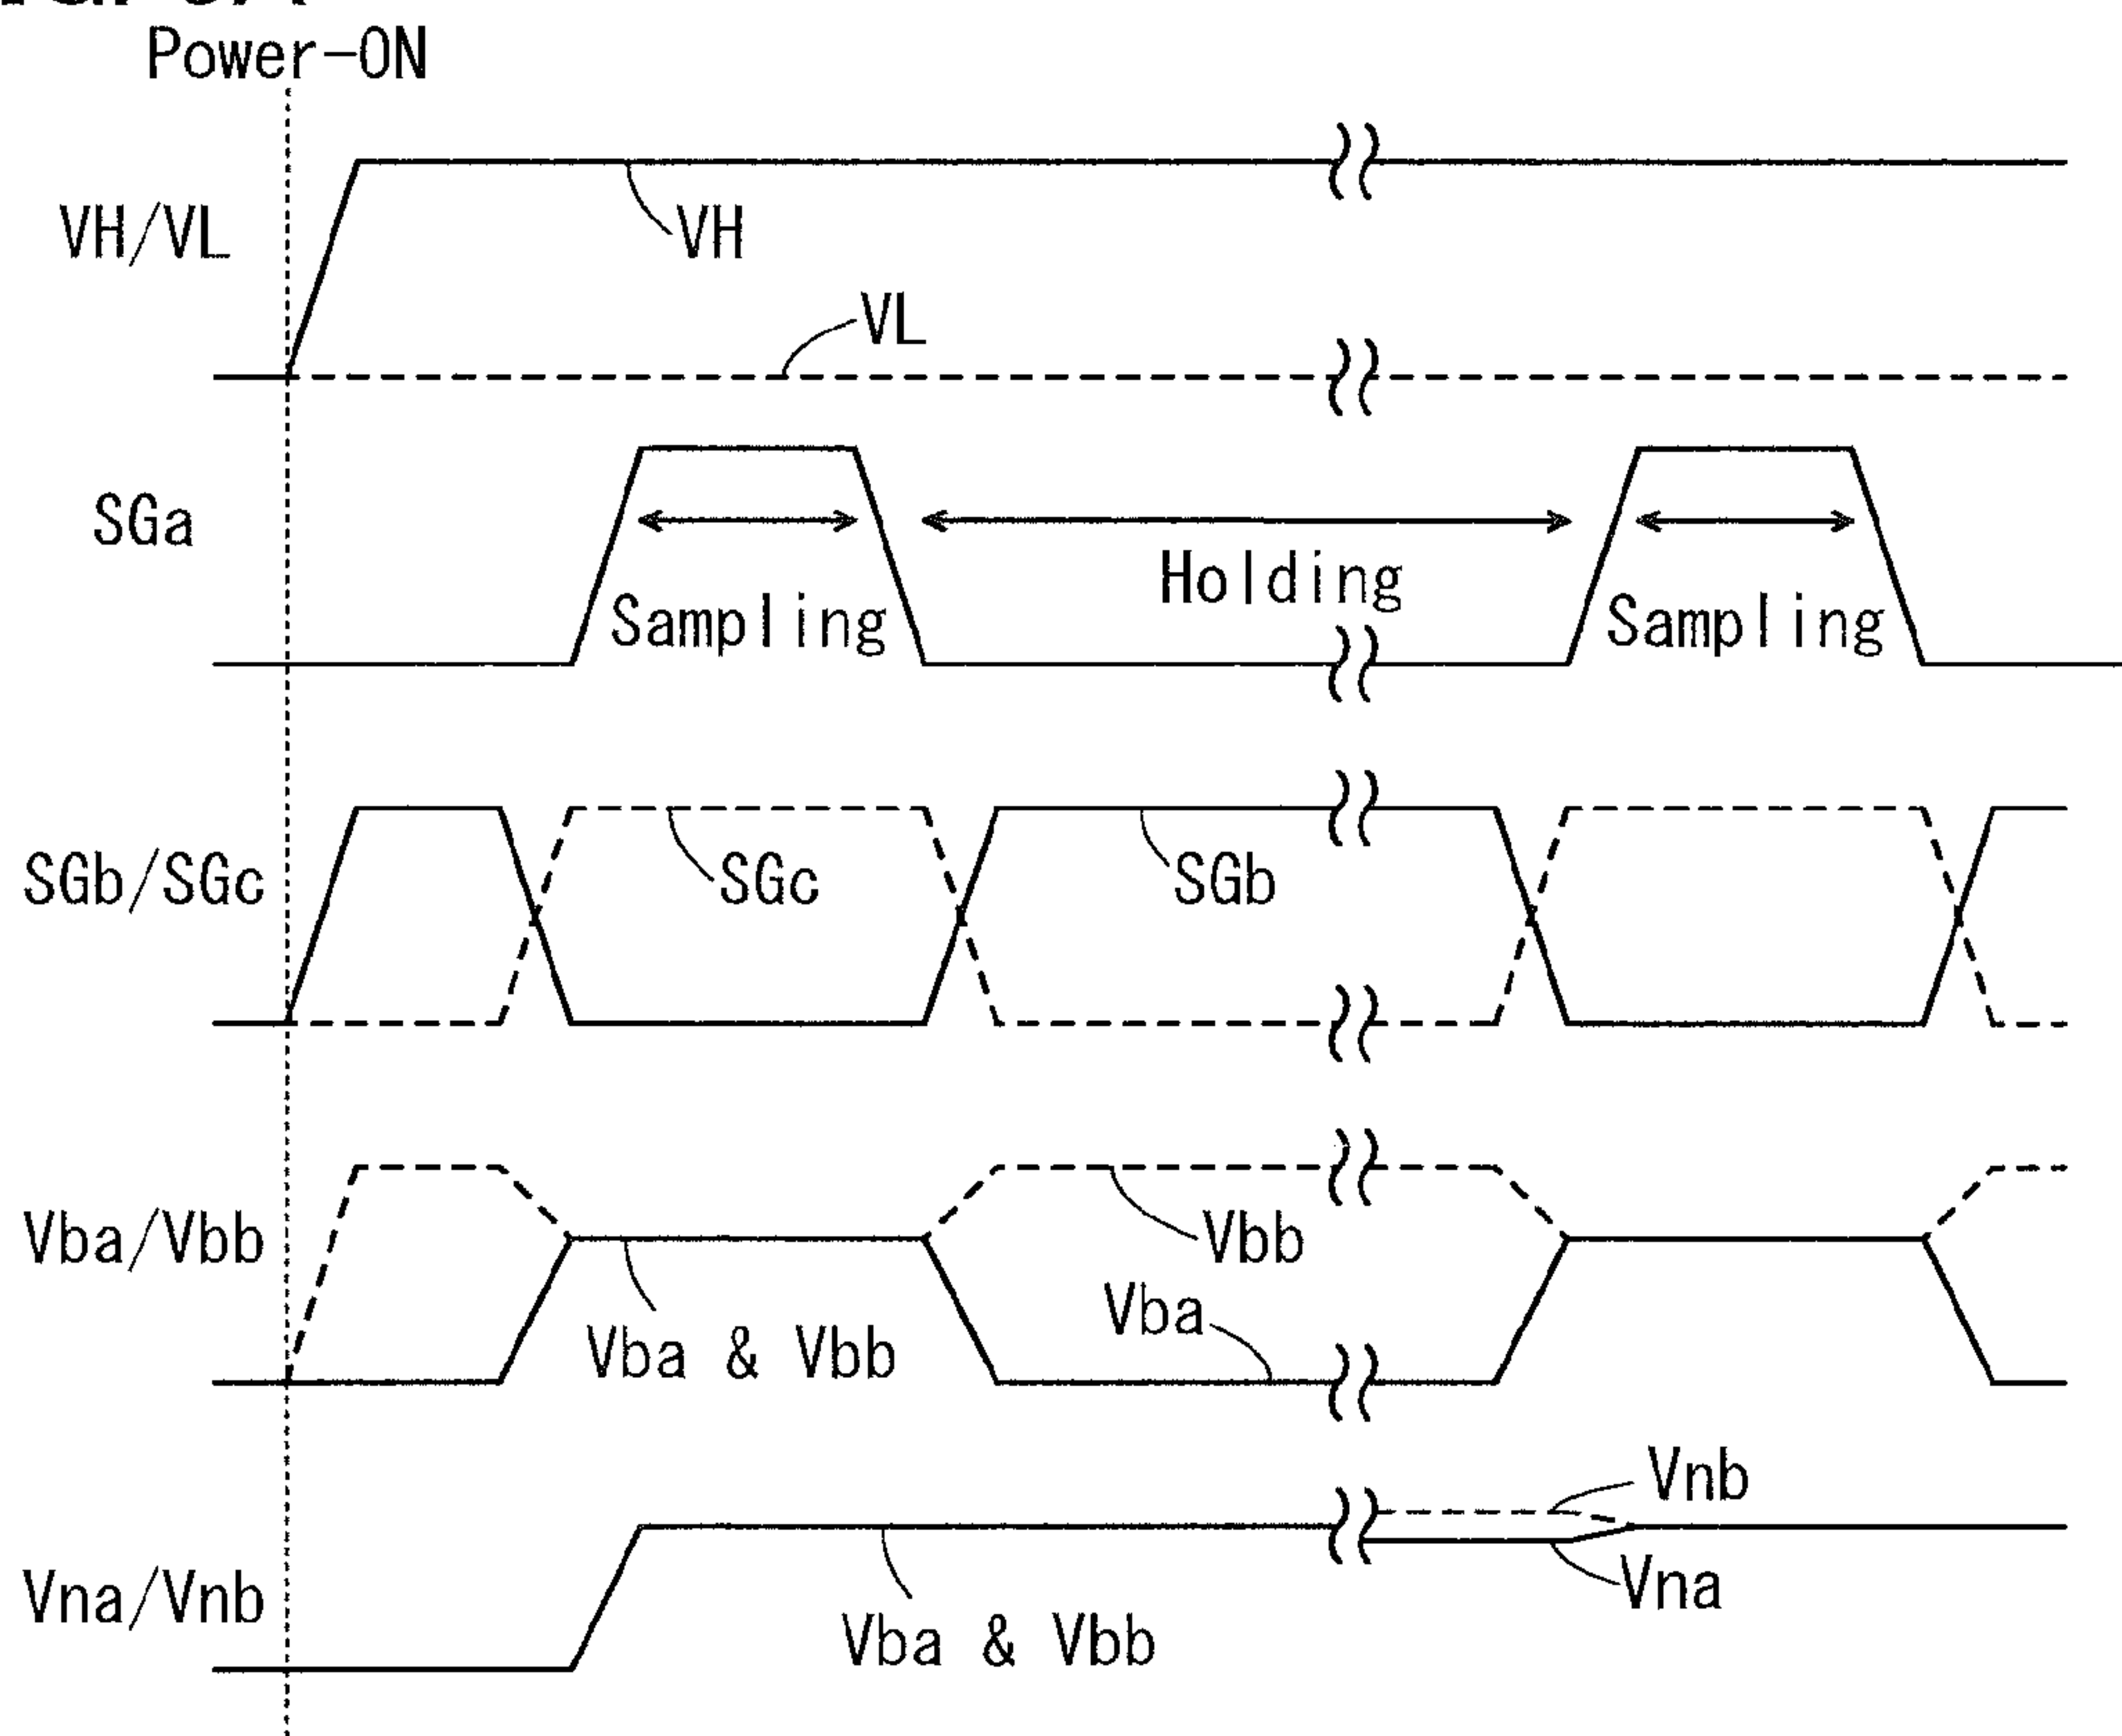 Power-ON
VH/VL
VH
VL
SGa
Sampling
Holding
Sampling
SGb/SGc
SGc
SGb
Vba/Vbb
Vbb
Vba
Vba & Vbb
Vnb
Vna/Vnb
Vna
Vba & Vbb